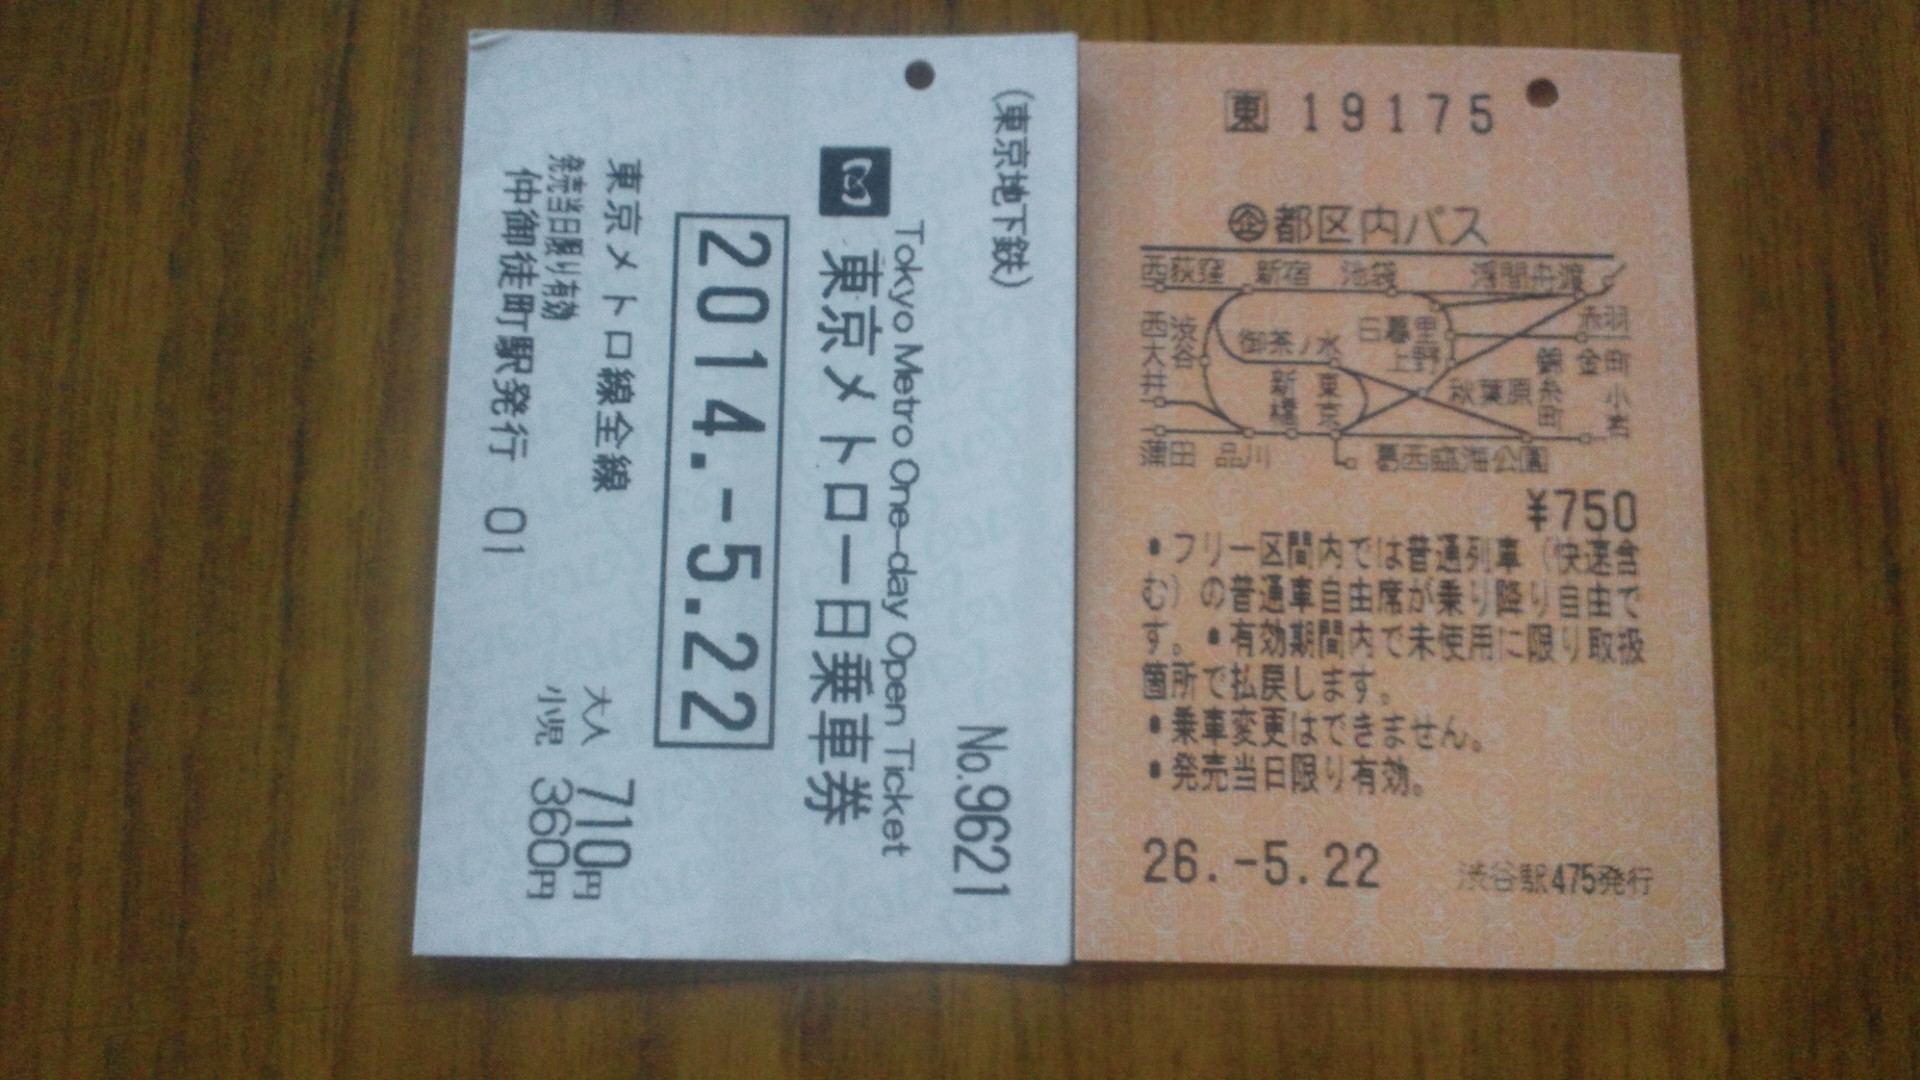 (東京地下鉄)
No.9621
Tokyo Metro One-day Open Ticket
東京メトロ一日乗車券
2014.-5.22
東京メトロ線全線
発売当日限り有効
仲御徒町駅発行 01
大人 710円
小児 360円
東 19175
企 都区内パス
西荻窪 新宿 池袋 浮間舟渡
赤羽
西大井
渋谷
御茶ノ水
日暮里
上野
金町
錦糸町
秋葉原
小岩
新橋
東京
蒲田 品川 葛西臨海公園
¥750
●フリー区間内では普通列車(快速含
む)の普通車自由席が乗り降り自由で
す。●有効期間内で未使用に限り取扱
箇所で払戻します。
●乗車変更はできません。
●発売当日限り有効。
26.-5.22 渋谷駅475発行